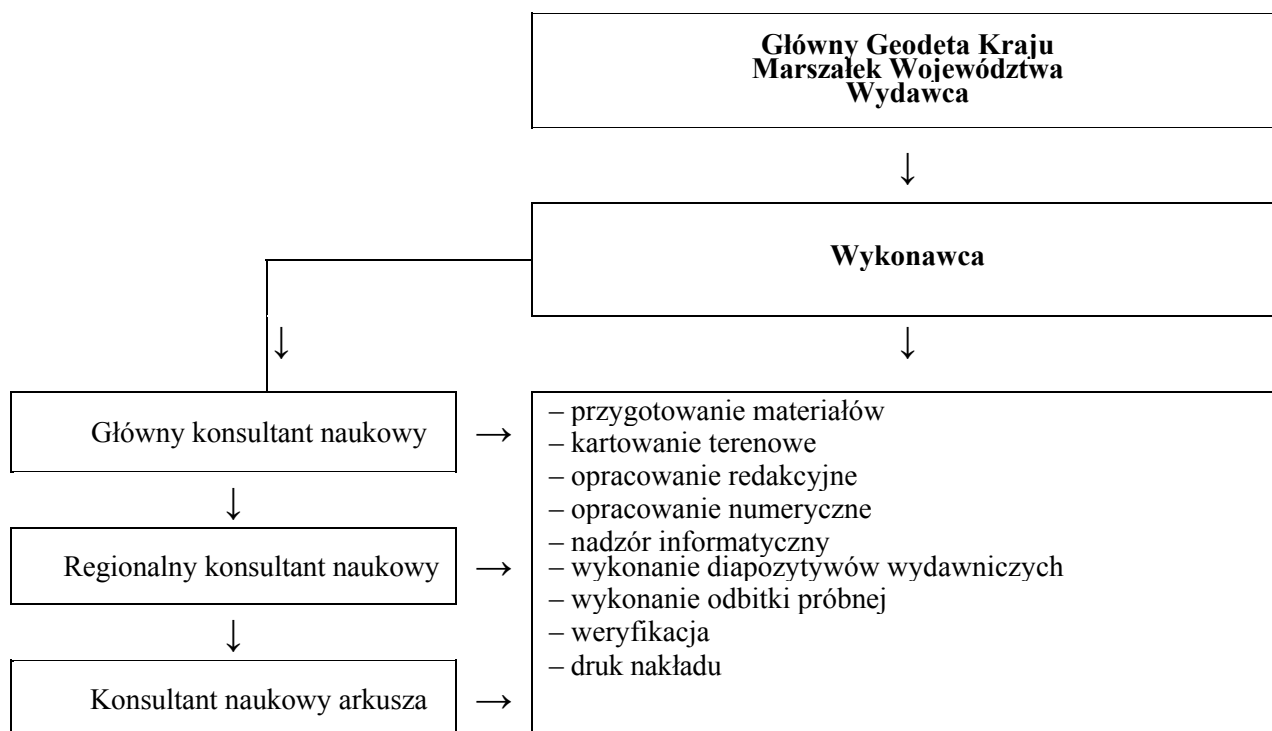 Główny Geodeta Kraju
Marszałek Województwa
Wydawca
↓
Wykonawca
↓ ↓
Główny konsultant naukowy →
↓
Regionalny konsultant naukowy →
↓
Konsultant naukowy arkusza →
– przygotowanie materiałów
– kartowanie terenowe
– opracowanie redakcyjne
– opracowanie numeryczne
– nadzór informatyczny
– wykonanie diapozytywów wydawniczych
– wykonanie odbitki próbnej
– weryfikacja
– druk nakładu